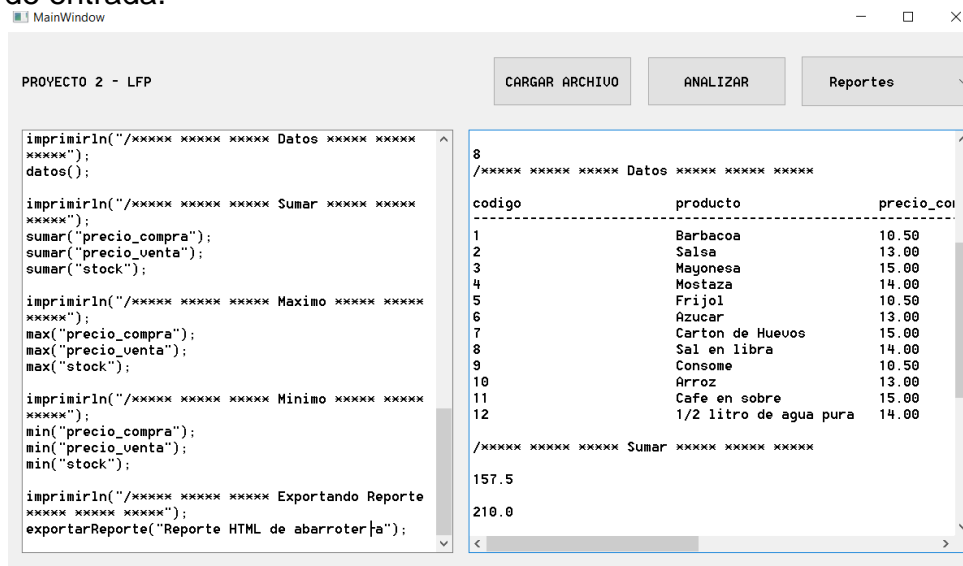 de entrada.
MainWindow
PROYECTO 2 - LFP
CARGAR ARCHIVO
ANALIZAR
Reportes
imprimirln("/***** ***** ***** Datos ***** *****
*****");
datos();
imprimirln("/***** ***** ***** Sumar ***** *****
*****");
sumar("precio_compra");
sumar("precio_venta");
sumar("stock");
imprimirln("/***** ***** ***** Maximo ***** *****
*****");
max("precio_compra");
max("precio_venta");
max("stock");
imprimirln("/***** ***** ***** Minimo ***** *****
*****");
min("precio_compra");
min("precio_venta");
min("stock");
imprimirln("/***** ***** ***** Exportando Reporte
***** ***** *****");
exportarReporte("Reporte HTML de abarroterra");
8
/***** ***** ***** Datos ***** ***** *****
codigo producto precio_com
--------------------------------------------------
1 Barbacoa 10.50
2 Salsa 13.00
3 Mayonesa 15.00
4 Mostaza 14.00
5 Frijol 10.50
6 Azucar 13.00
7 Carton de Huevos 15.00
8 Sal en libra 14.00
9 Consome 10.50
10 Arroz 13.00
11 Cafe en sobre 15.00
12 1/2 litro de agua pura 14.00
/***** ***** ***** Sumar ***** ***** *****
157.5
210.0